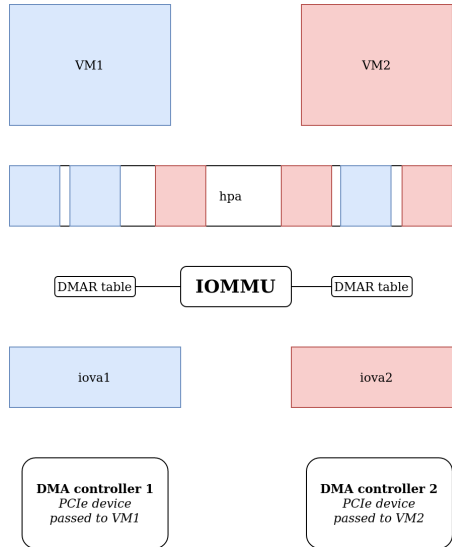 VM1
VM2
hpa
DMAR table
IOMMU
DMAR table
iova1
iova2
DMA controller 1
PCIe device
passed to VM1
DMA controller 2
PCIe device
passed to VM2